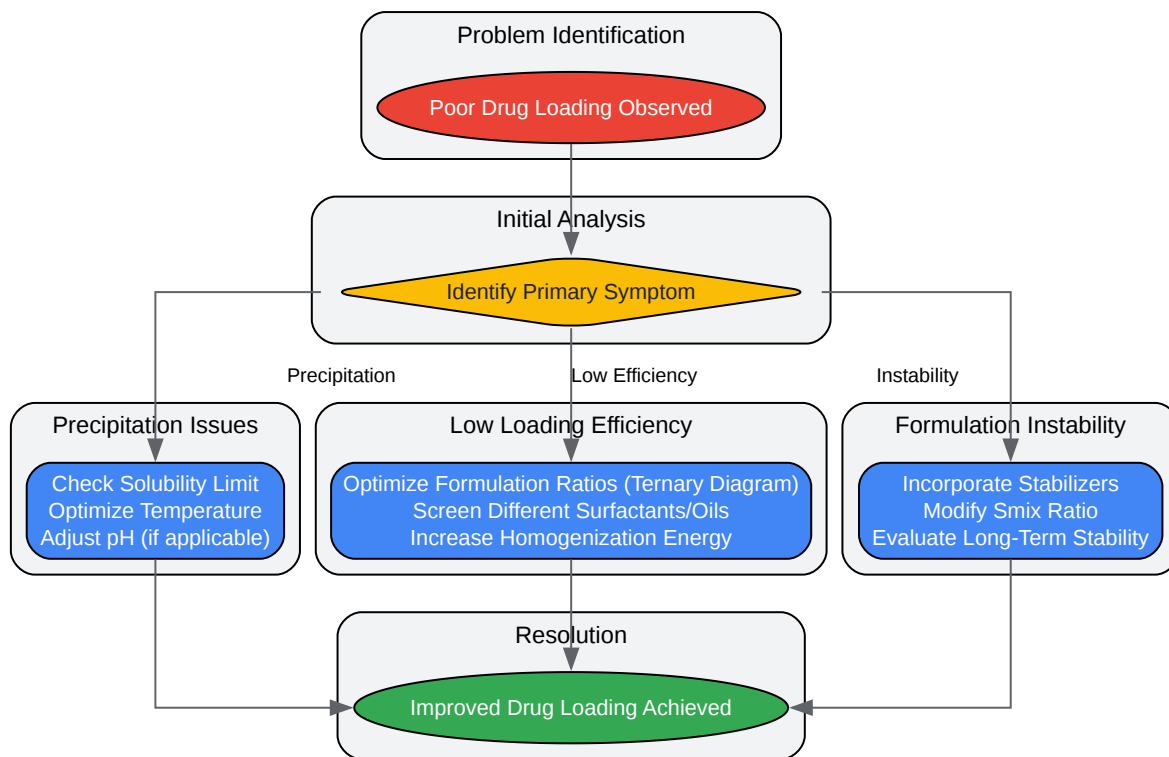 Problem Identification
Poor Drug Loading Observed
Initial Analysis
Identify Primary Symptom
Precipitation
Low Efficiency
Instability
Precipitation Issues
Check Solubility Limit
Optimize Temperature
Adjust pH (if applicable)
Low Loading Efficiency
Optimize Formulation Ratios (Ternary Diagram)
Screen Different Surfactants/Oils
Increase Homogenization Energy
Formulation Instability
Incorporate Stabilizers
Modify Smix Ratio
Evaluate Long-Term Stability
Resolution
Improved Drug Loading Achieved